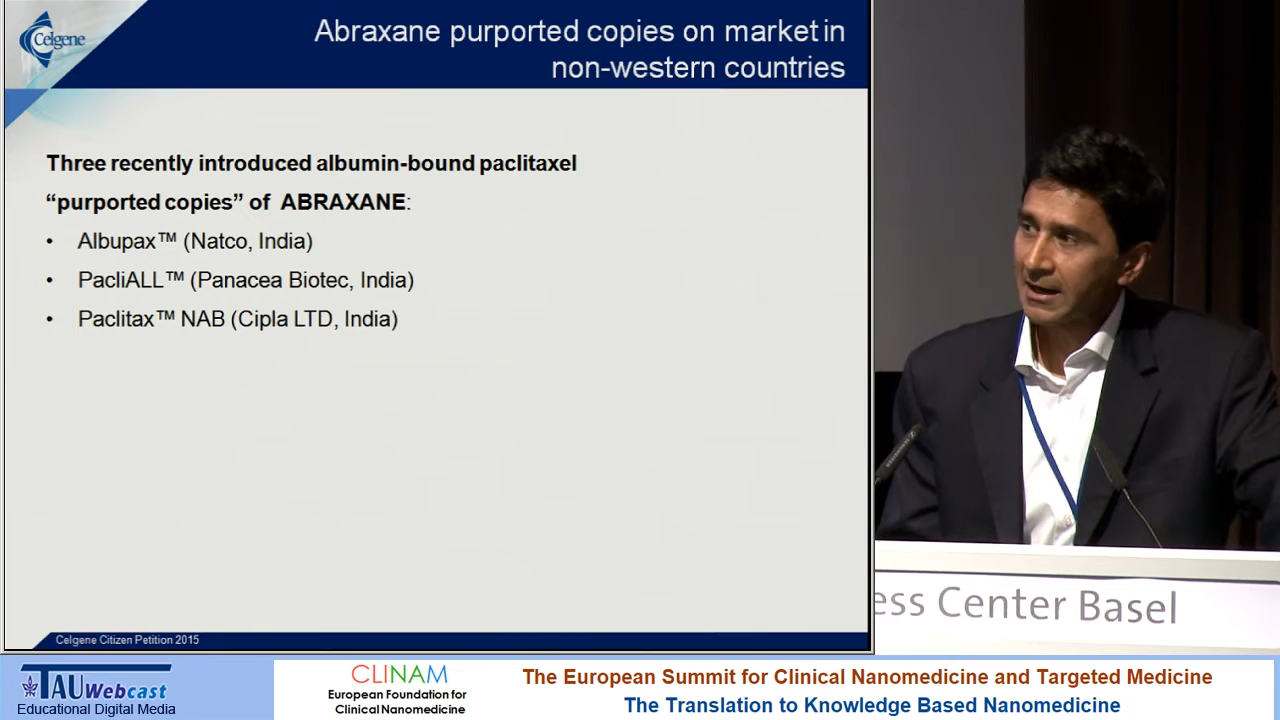 Celgene
Abraxane purported copies on market in
non-western countries
Three recently introduced albumin-bound paclitaxel
“purported copies” of ABRAXANE:
• Albupax™ (Natco, India)
• PacliALL™ (Panacea Biotec, India)
• Paclitax™ NAB (Cipla LTD, India)
Celgene Citizen Petition 2015
ess Center Basel
TAU Webcast
Educational Digital Media
CLINAM
European Foundation for
Clinical Nanomedicine
The European Summit for Clinical Nanomedicine and Targeted Medicine
The Translation to Knowledge Based Nanomedicine